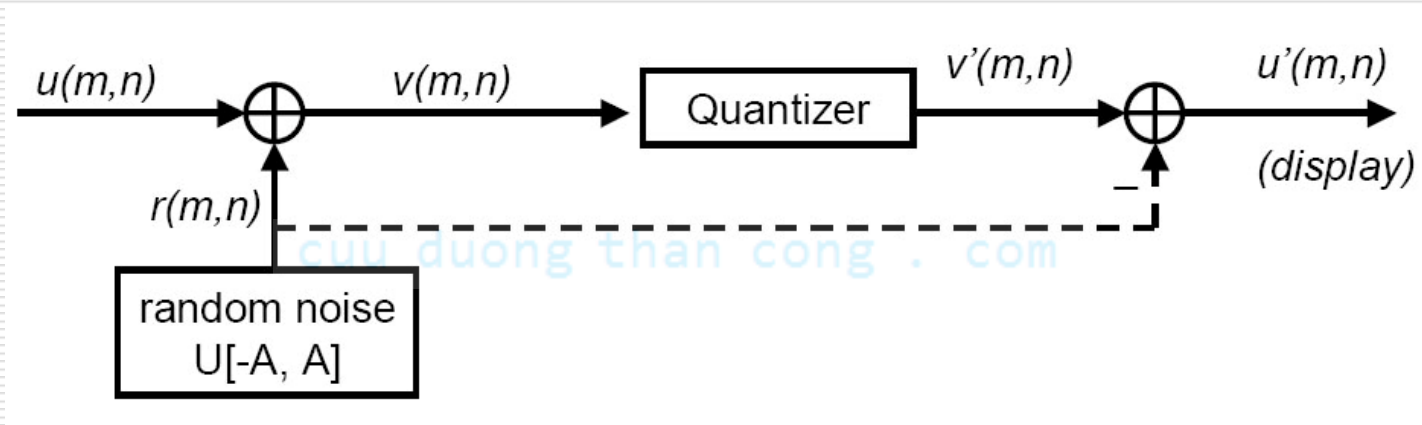 u(m,n)
v(m,n)
Quantizer
v’(m,n)
u’(m,n)
(display)
r(m,n)
–
cuu duong than cong . com
random noise
U[-A, A]